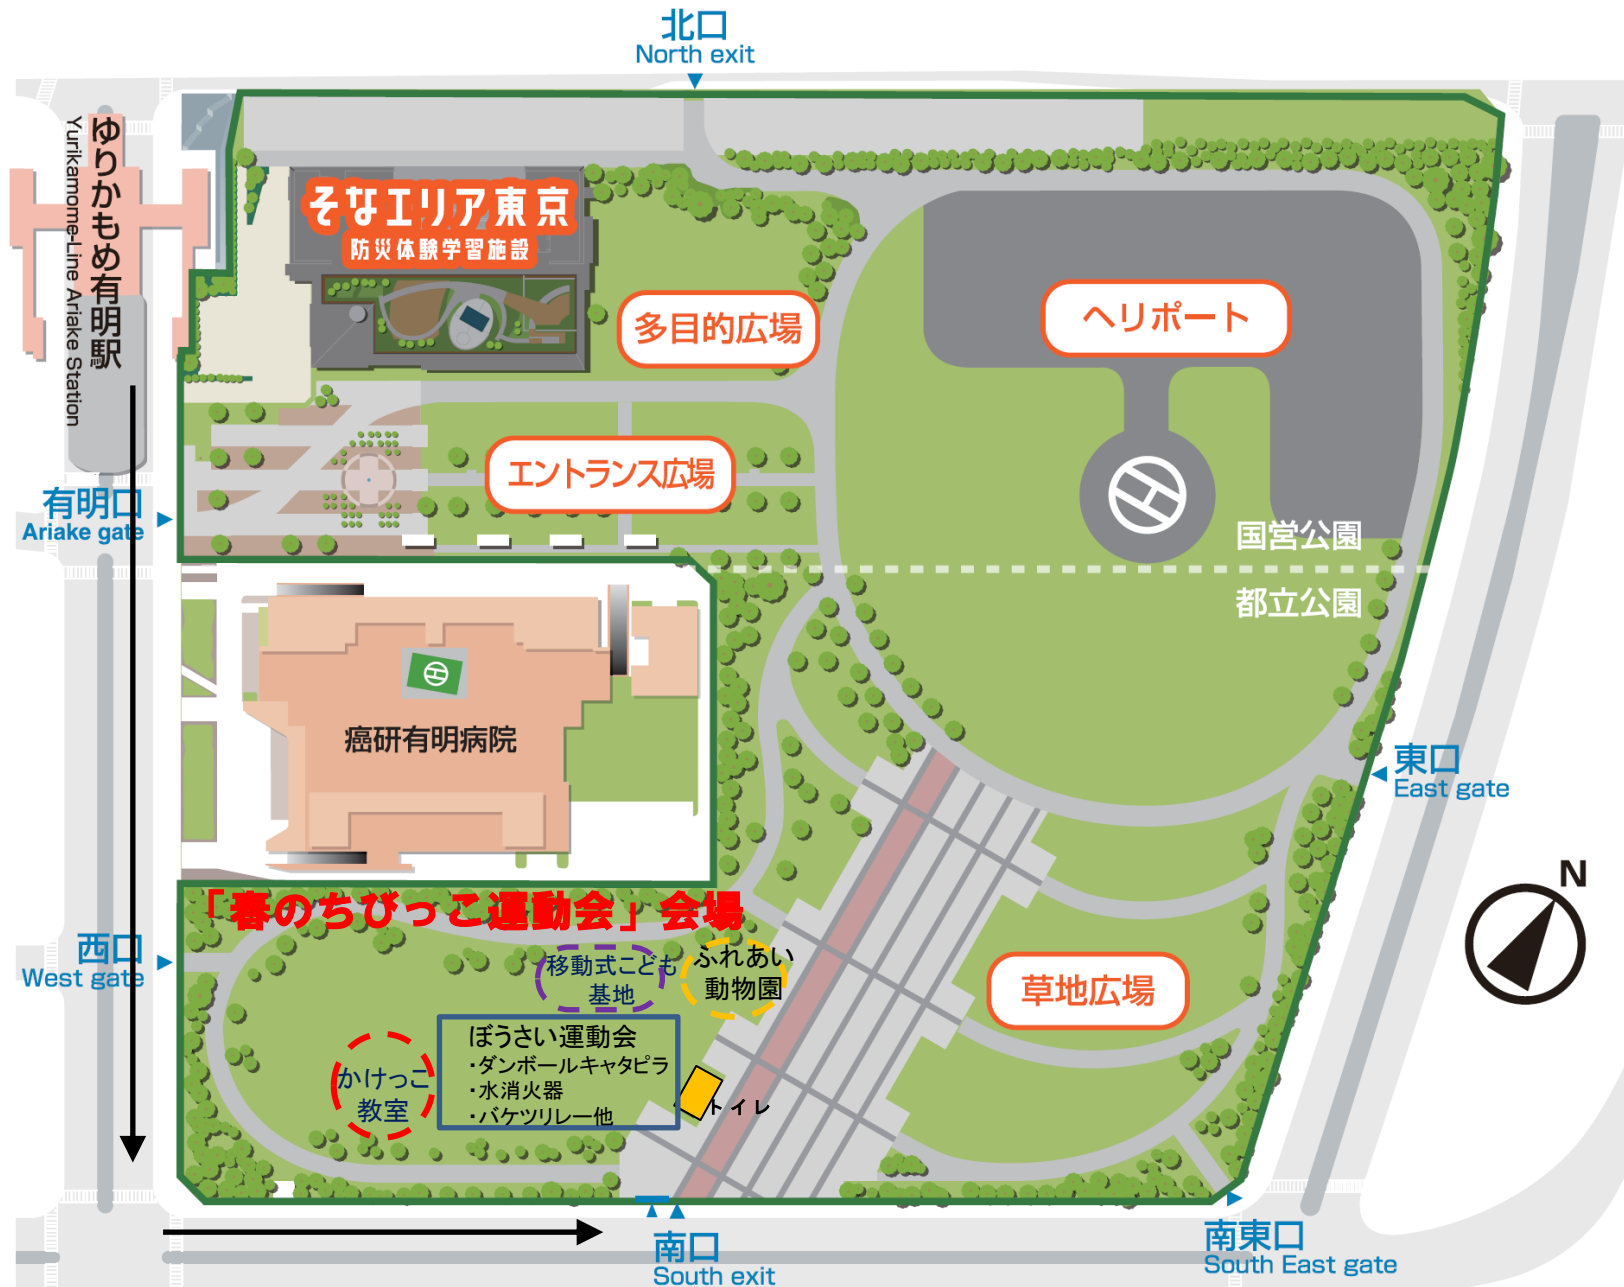 北口
North exit
ゆりかもめ有明駅
Yurikamome-Line Ariake Station
そなエリア東京
防災体験学習施設
多目的広場
ヘリポート
エントランス広場
有明口
Ariake gate
国営公園
都立公園
癌研有明病院
東口
East gate
N
「春のちびっこ運動会」会場
西口
West gate
移動式こども
基地
ふれあい
動物園
草地広場
ぼうさい運動会
・ダンボールキャタピラ
・水消火器
・バケツリレー他
かけっこ
教室
トイレ
南口
South exit
南東口
South East gate